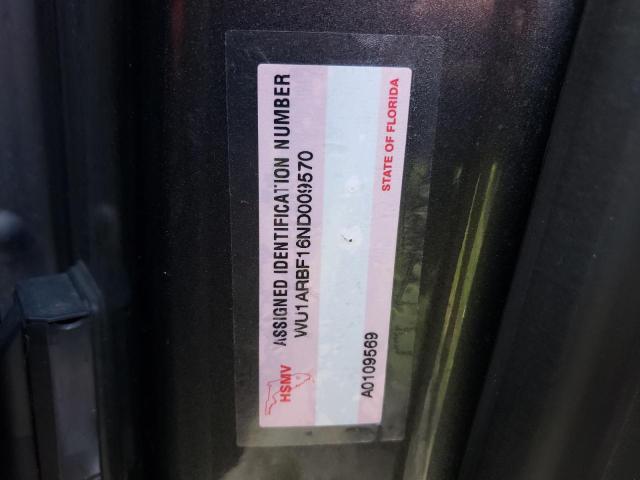 ASSIGNED IDENTIFICATION NUMBER
WU1ARBF16ND009570
HSMV
A0109569
STATE OF FLORIDA